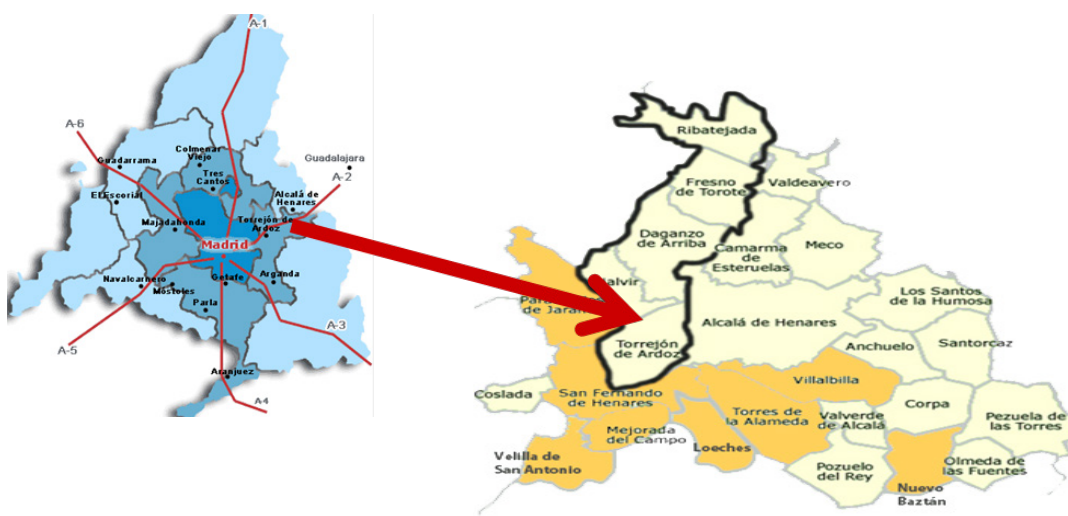 A-1
A-6
Colmenar
Viejo
Guadarrama
Tres
Cantos
Guadalajara
A-2
El Escorial
Alcalá de
Henares
Majadahonda
Torrejón de
Ardoz
Madrid
Navalcarnero
Móstoles
Getafe
Arganda
Parla
A-3
A-5
Aranjuez
A4
Ribatejada
Fresno
de Torote
Valdeavero
Daganzo
de Arriba
Camarma
de
Esteruelas
Meco
de
Los Santos
de la Humosa
Alcalá de Henares
Torrejón
de Ardoz
Anchuelo
Santorcaz
Coslada
San Fernando
de Henares
Villalbilla
Torres de
la Alameda
Valverde
de Alcalá
Corpa
Pezuela de
las Torres
Mejorada
del Campo
Loeches
Velilla de
San Antonio
Pozuelo
del Rey
Nuevo
Baztán
Olmeda de
las Fuentes